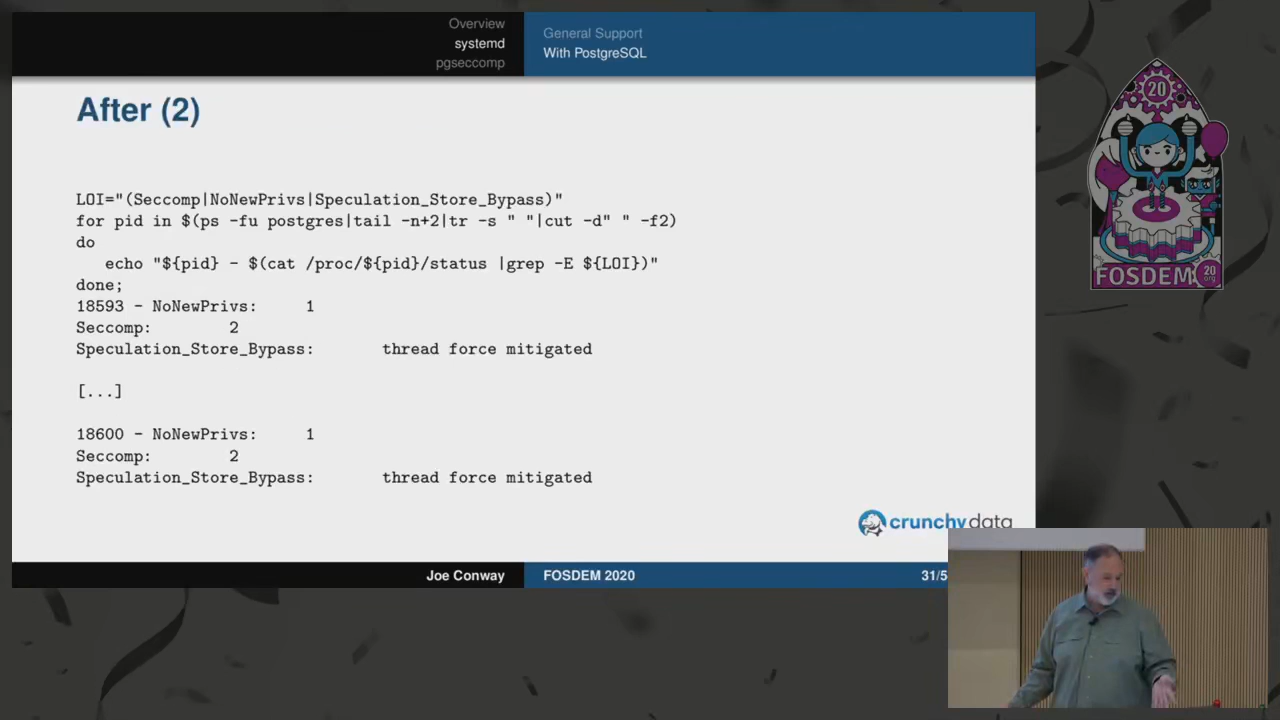 Overview
systemd
pgseccomp
General Support
With PostgreSQL
After (2)
LOI="(Seccomp|NoNewPrivs|Speculation_Store_Bypass)"
for pid in $(ps -fu postgres|tail -n+2|tr -s " "|cut -d" " -f2)
do
echo "${pid} - $(cat /proc/${pid}/status |grep -E ${LOI})"
done;
18593 - NoNewPrivs: 1
Seccomp: 2
Speculation_Store_Bypass: thread force mitigated
[...]
18600 - NoNewPrivs: 1
Seccomp: 2
Speculation_Store_Bypass: thread force mitigated
crunchy data
Joe Conway
FOSDEM 2020
31/5
20
FOSDEM
20
.org